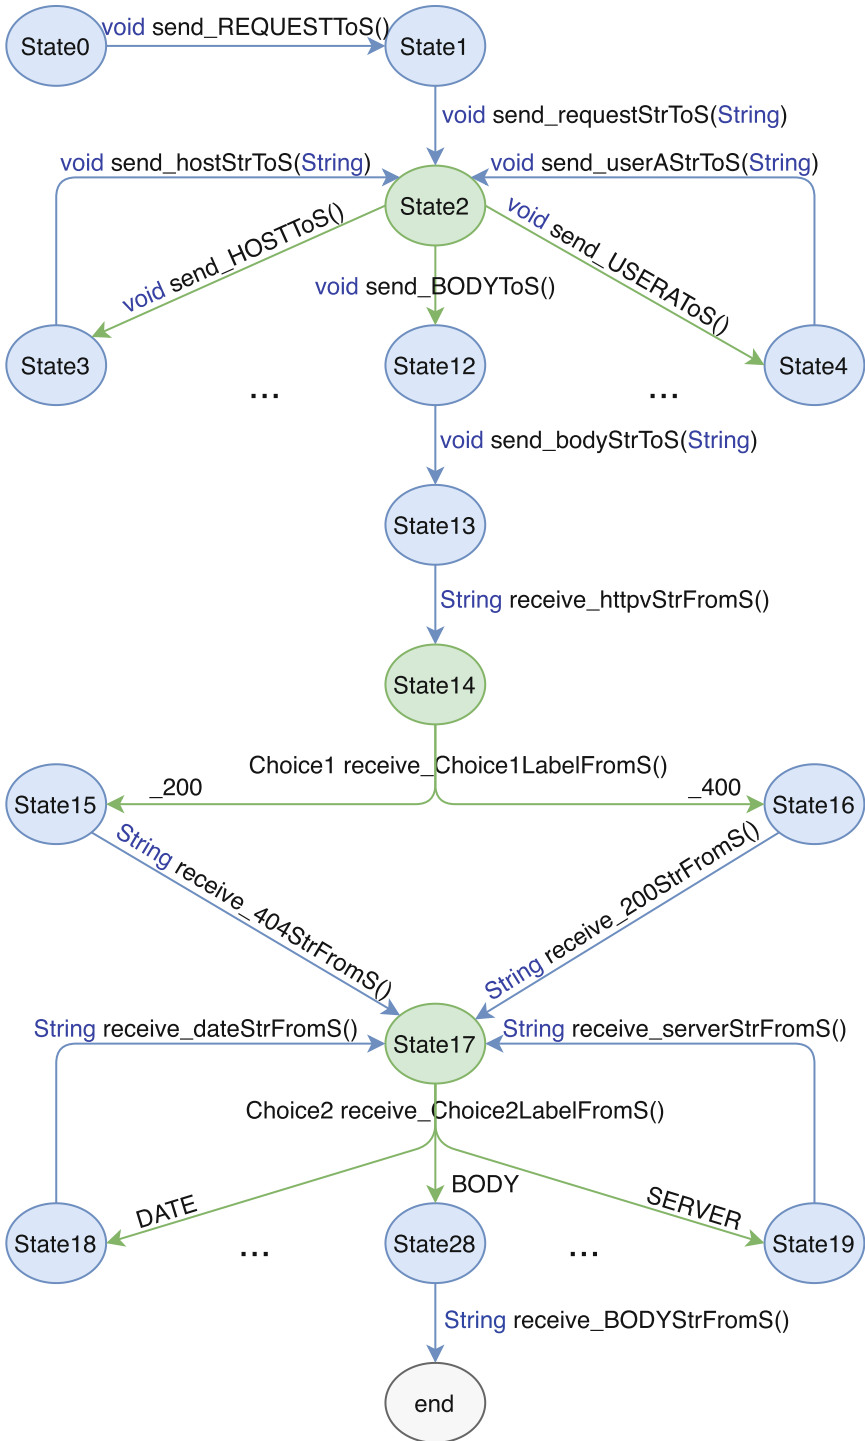 State0
void send_REQUESTToS()
State1
void send_requestStrToS(String)
void send_hostStrToS(String)
void send_userAStrToS(String)
State2
void send_HOSTToS()
void send_BODYToS()
void send_USERAToS()
State3
...
State12
...
State4
void send_bodyStrToS(String)
State13
String receive_httpvStrFromS()
State14
Choice1 receive_Choice1LabelFromS()
_200
_400
State15
State16
String receive_404StrFromS()
String receive_200StrFromS()
String receive_dateStrFromS()
State17
String receive_serverStrFromS()
Choice2 receive_Choice2LabelFromS()
DATE
BODY
SERVER
State18
...
State28
...
State19
String receive_BODYStrFromS()
end